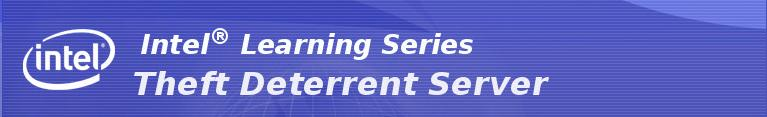 intel
Intel® Learning Series
Theft Deterrent Server